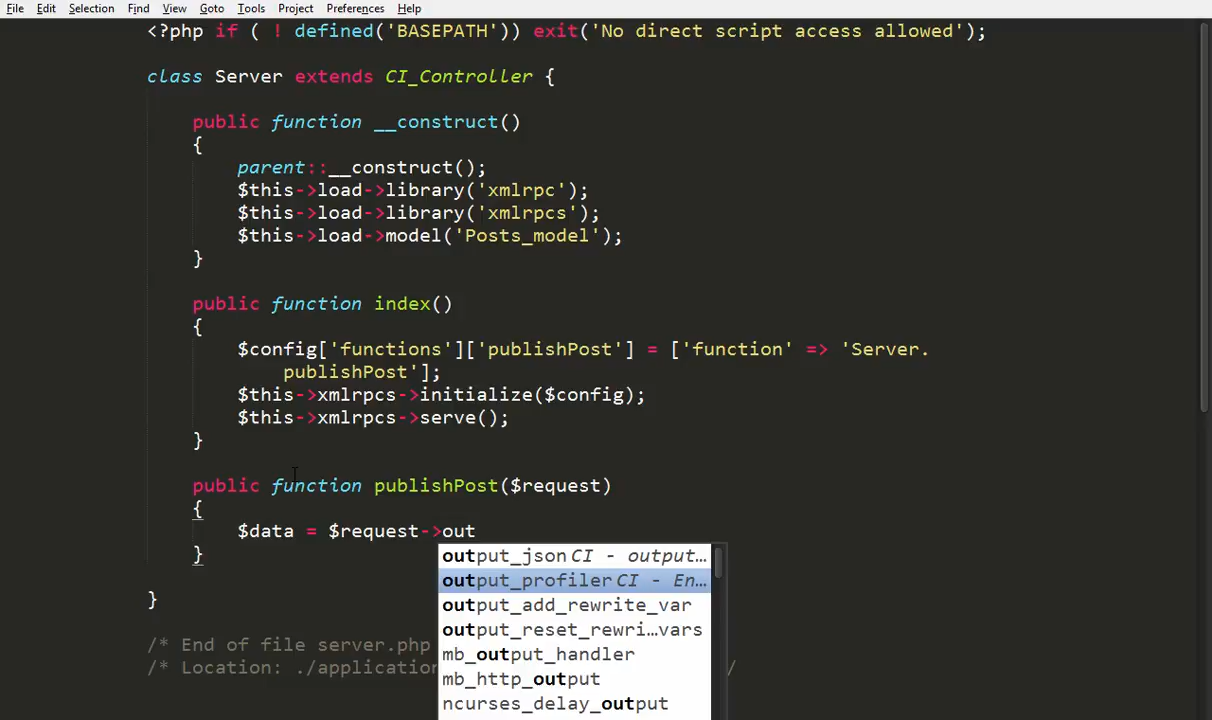 File Edit Selection Find View Goto Tools Project Preferences Help
<?php if ( ! defined('BASEPATH')) exit('No direct script access allowed');
class Server extends CI_Controller {
public function __construct()
{
parent::__construct();
$this->load->library('xmlrpc');
$this->load->library('xmlrpcs');
$this->load->model('Posts_model');
}
public function index()
{
$config['functions']['publishPost'] = ['function' => 'Server.
publishPost'];
$this->xmlrpcs->initialize($config);
$this->xmlrpcs->serve();
}
public function publishPost($request)
{
$data = $request->out
}
output_json CI - output…
output_profiler CI - En…
output_add_rewrite_var
output_reset_rewri…vars
mb_output_handler
mb_http_output
ncurses_delay_output
}
/* End of file server.php
/* Location: ./application /